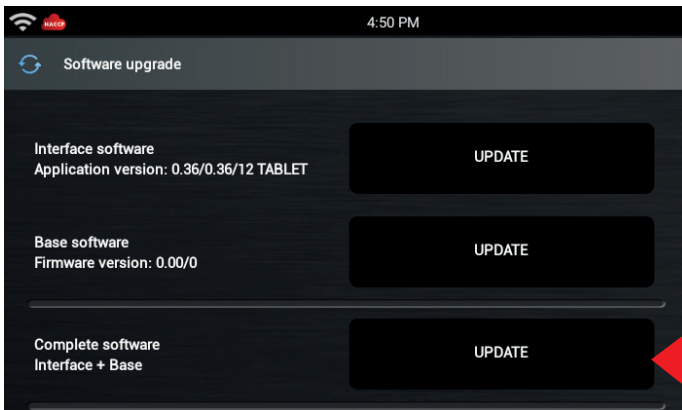 HACCP
4:50 PM
Software upgrade
Interface software
Application version: 0.36/0.36/12 TABLET
UPDATE
Base software
Firmware version: 0.00/0
UPDATE
Complete software
Interface + Base
UPDATE